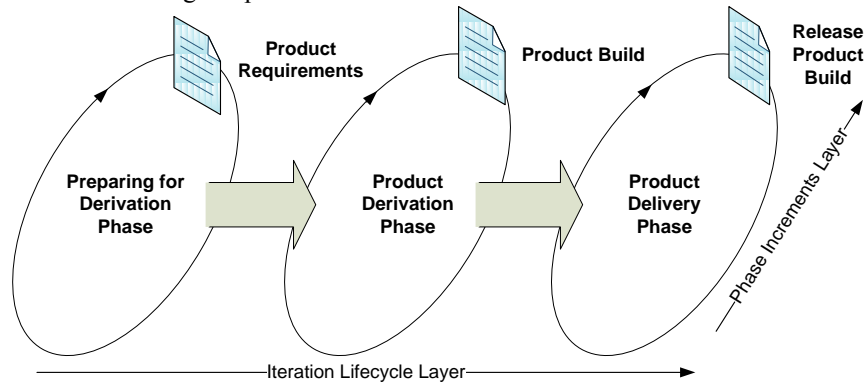 Product
Requirements
Product Build
Release
Product
Build
Preparing for
Derivation
Phase
Product
Derivation
Phase
Product
Delivery
Phase
Phase Increments Layer
Iteration Lifecycle Layer